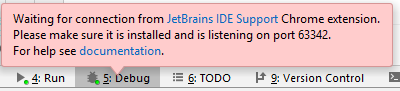 Waiting for connection from JetBrains IDE Support Chrome extension.
Please make sure it is installed and is listening on port 63342.
For help see documentation.
4: Run 5: Debug 6: TODO 9: Version Control